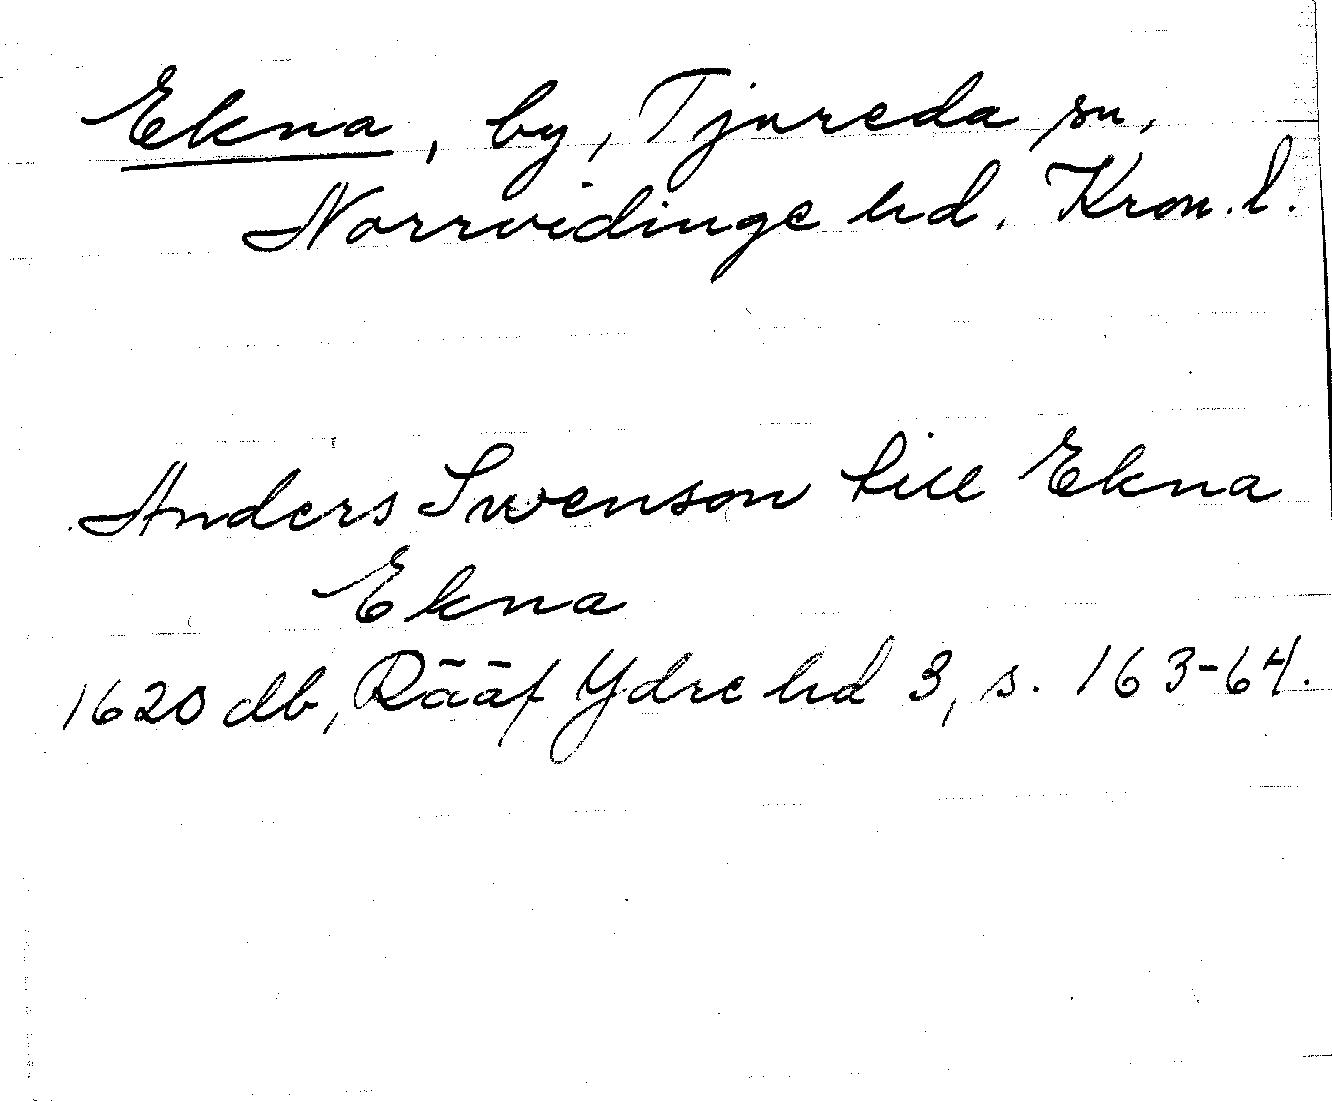 Ekna, by, Tjureda sn,
Norrvidinge hd. Kron. l.
Anders Swenson till Ekna
Ekna
1620 db, Rääf Ydre hd 3, s. 163-64.